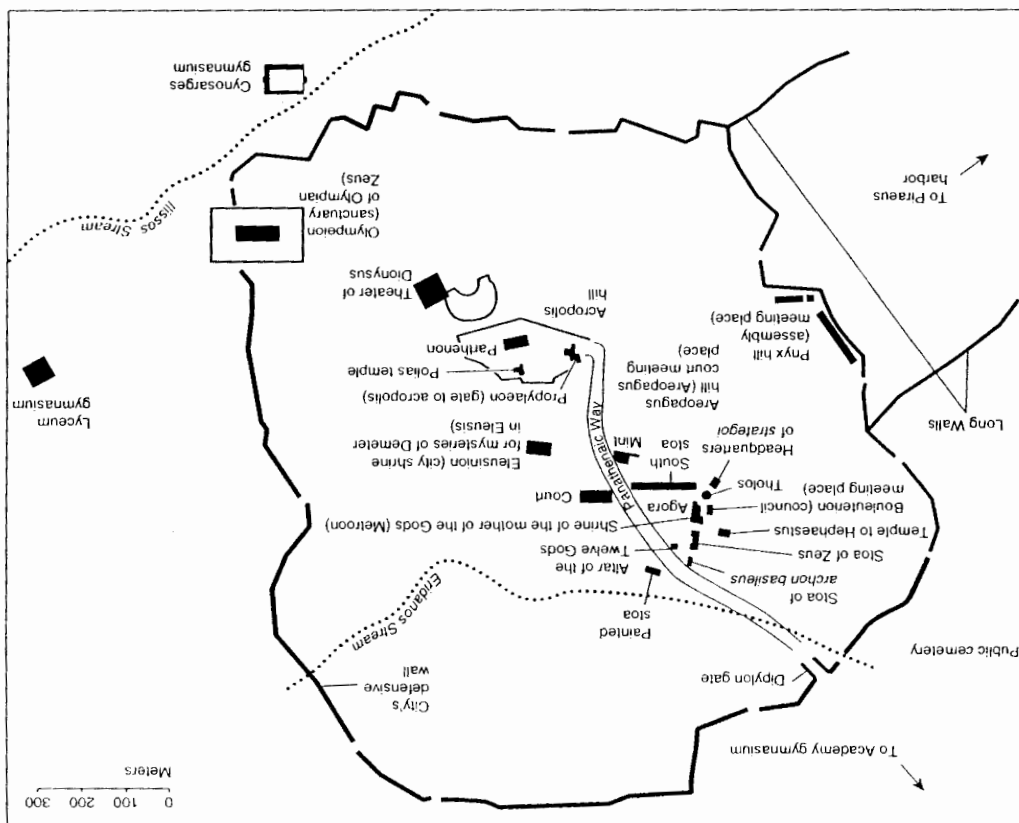 0 100 200 300
Meters
To Academy gymnasium
City's
defensive
wall
Dipylon gate
Public cemetery
Eridanos Stream
Painted
stoa
Stoa of
archon basileus
Altar of the
Twelve Gods
Stoa of Zeus
Temple to Hephaestus
Shrine of the mother of the Gods (Metroon)
Agora
Bouleuterion (council
meeting place)
Court
Tholos
South
stoa
Headquarters
of strategoi
Mint
Panathenaic Way
Eleusinion (city shrine
for mysteries of Demeter
in Eleusis)
Long Walls
Lyceum
gymnasium
Areopagus
hill (Areopagus
court meeting
place)
Propylaeon (gate to acropolis)
Polias temple
Parthenon
Pnyx hill
(assembly
meeting place)
Acropolis
hill
Theater of
Dionysus
Olympeion
(sanctuary
of Olympian
Zeus)
Ilissos Stream
To Piraeus
harbor
Cynosarges
gymnasium